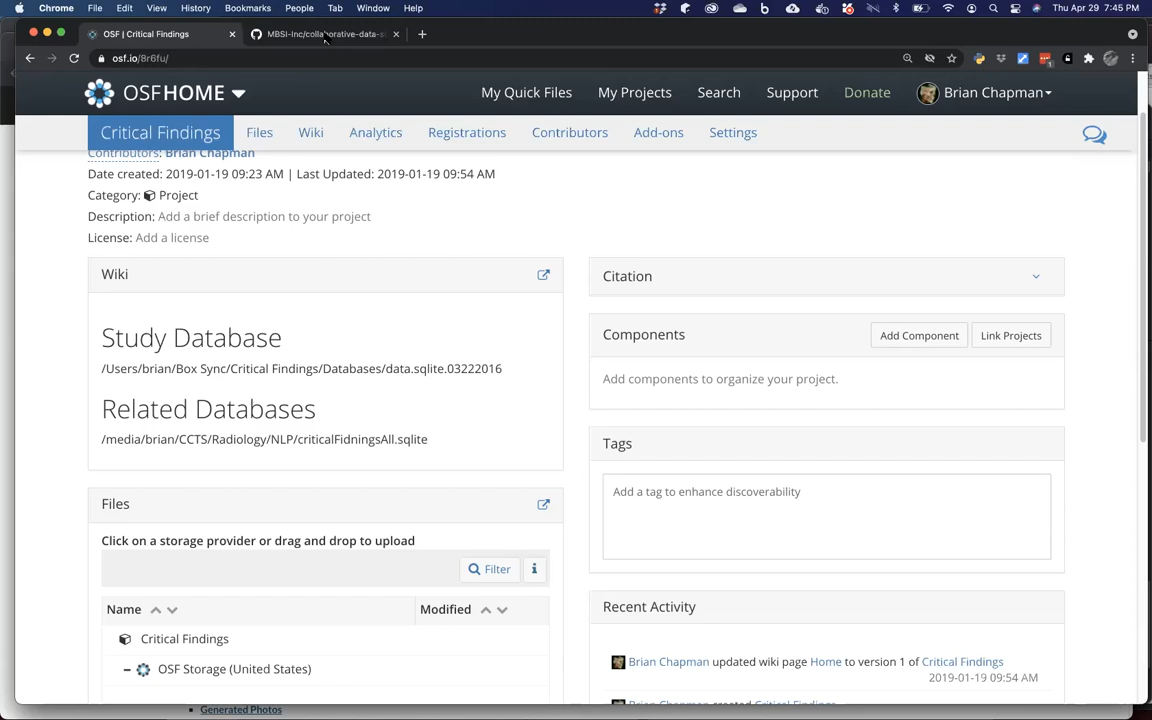 Chrome File Edit View History Bookmarks People Tab Window Help Thu Apr 29 7:45 PM
OSF | Critical Findings MBSI-Inc/collaborative-data-s
osf.io/8r6fu/
OSFHOME My Quick Files My Projects Search Support Donate Brian Chapman
Critical Findings Files Wiki Analytics Registrations Contributors Add-ons Settings
Contributors: Brian Chapman
Date created: 2019-01-19 09:23 AM | Last Updated: 2019-01-19 09:54 AM
Category: Project
Description: Add a brief description to your project
License: Add a license
Wiki
Study Database
/Users/brian/Box Sync/Critical Findings/Databases/data.sqlite.03222016
Related Databases
/media/brian/CCTS/Radiology/NLP/criticalFidningsAll.sqlite
Files
Click on a storage provider or drag and drop to upload
Filter
Name Modified
Critical Findings
OSF Storage (United States)
Citation
Components Add Component Link Projects
Add components to organize your project.
Tags
Add a tag to enhance discoverability
Recent Activity
Brian Chapman updated wiki page Home to version 1 of Critical Findings
2019-01-19 09:54 AM
Brian Chapman created Critical Findings
Generated Photos